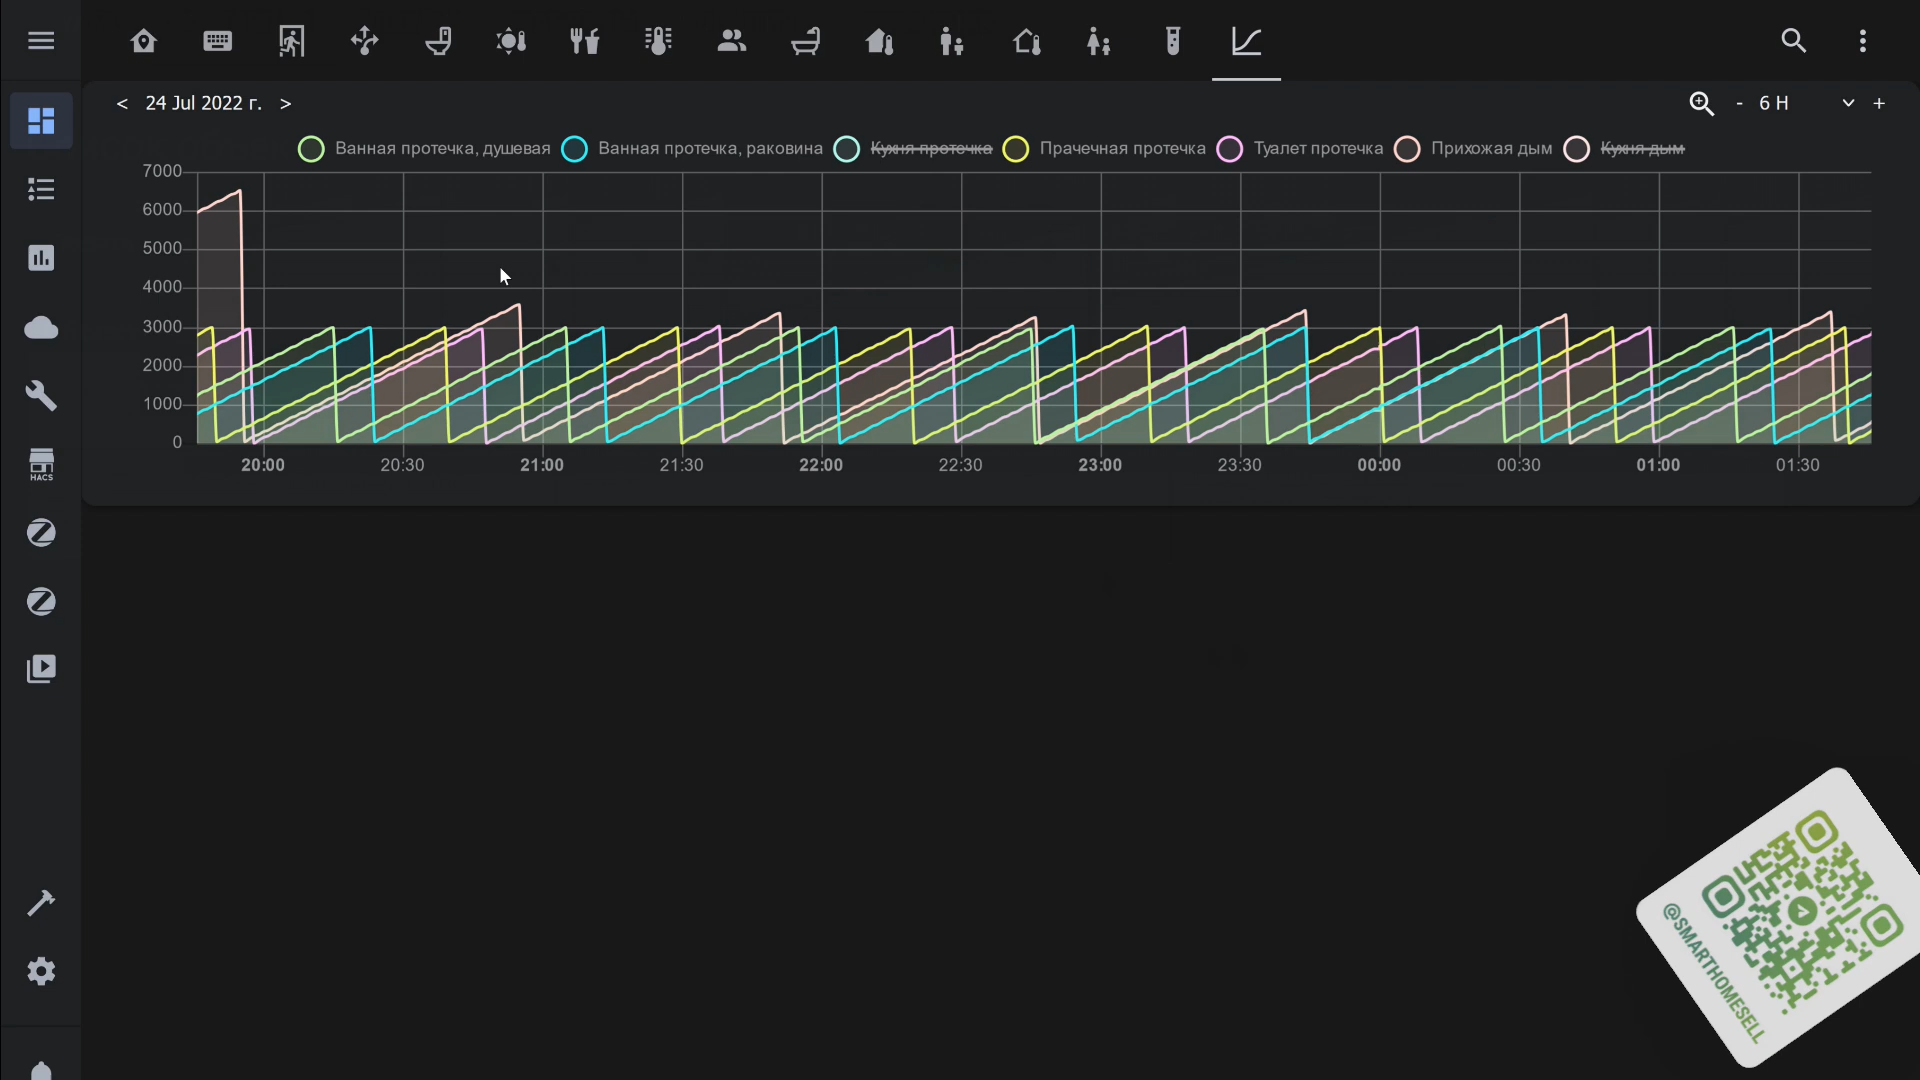 < 24 Jul 2022 г. >
- 6 H +
Ванная протечка, душевая Ванная протечка, раковина Кухня протечка Прачечная протечка Туалет протечка Прихожая дым Кухня дым
7000
6000
5000
4000
3000
2000
1000
0
20:00 20:30 21:00 21:30 22:00 22:30 23:00 23:30 00:00 00:30 01:00 01:30
HACS
@SMARTHOMESELL